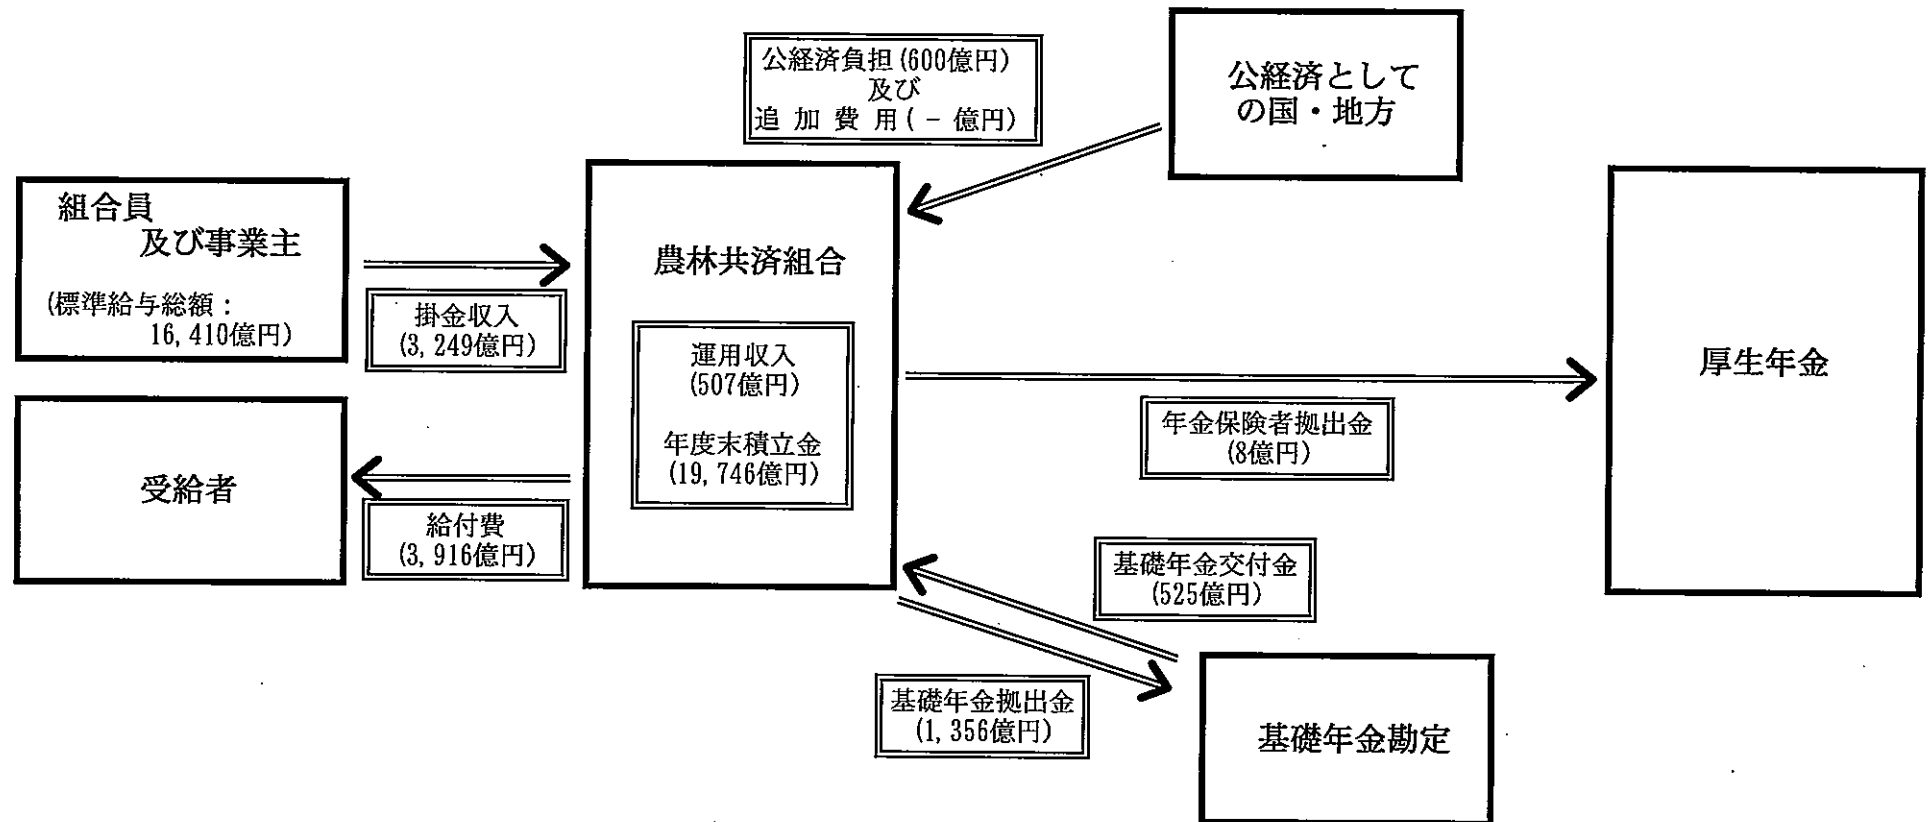 公経済負担(600億円)
及び
追加費用(-億円)
公経済として
の国・地方
組合員
及び事業主
(標準給与総額:
16,410億円)
掛金収入
(3,249億円)
農林共済組合
運用収入
(507億円)
年度末積立金
(19,746億円)
厚生年金
年金保険者拠出金
(8億円)
受給者
給付費
(3,916億円)
基礎年金交付金
(525億円)
基礎年金拠出金
(1,356億円)
基礎年金勘定